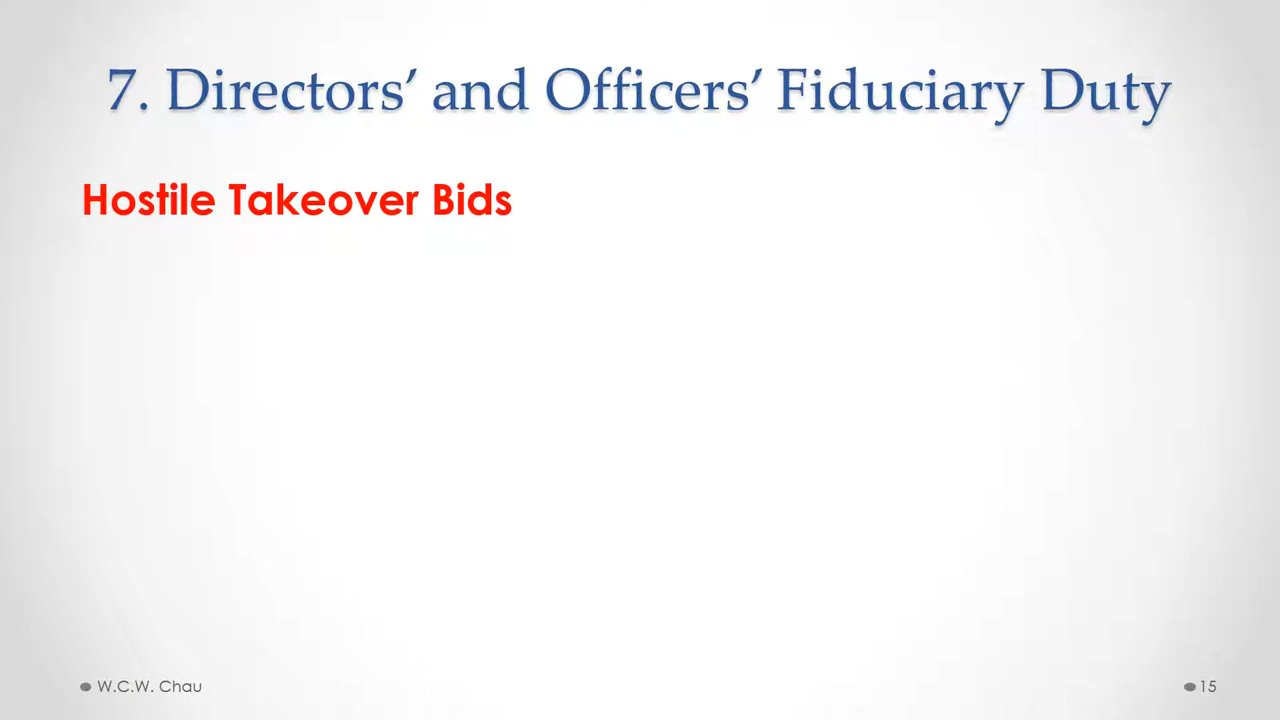 7. Directors’ and Officers’ Fiduciary Duty
Hostile Takeover Bids
W.C.W. Chau
15